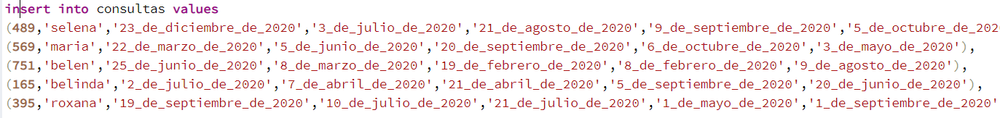 insert into consultas values
(489,'selena','23_de_diciembre_de_2020','3_de_julio_de_2020','21_de_agosto_de_2020','9_de_septiembre_de_2020','5_de_octubre_de_202
(569,'maria','22_de_marzo_de_2020','5_de_junio_de_2020','20_de_septiembre_de_2020','6_de_octubre_de_2020','3_de_mayo_de_2020'),
(751,'belen','25_de_junio_de_2020','8_de_marzo_de_2020','19_de_febrero_de_2020','8_de_febrero_de_2020','9_de_agosto_de_2020'),
(165,'belinda','2_de_julio_de_2020','7_de_abril_de_2020','21_de_abril_de_2020','5_de_septiembre_de_2020','20_de_junio_de_2020'),
(395,'roxana','19_de_septiembre_de_2020','10_de_julio_de_2020','21_de_julio_de_2020','1_de_mayo_de_2020','1_de_septiembre_de_2020'